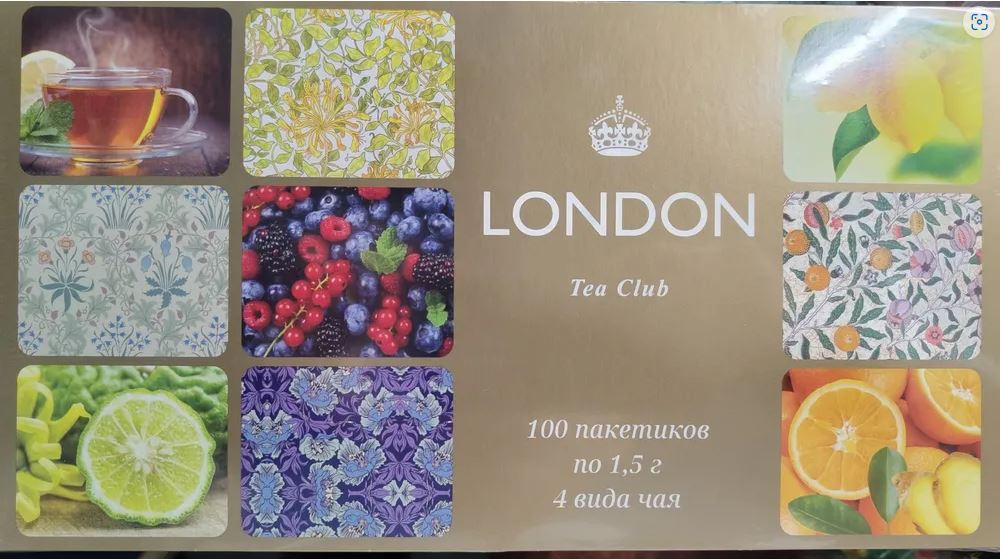 LONDON
Tea Club
100 пакетиков
по 1,5 г
4 вида чая